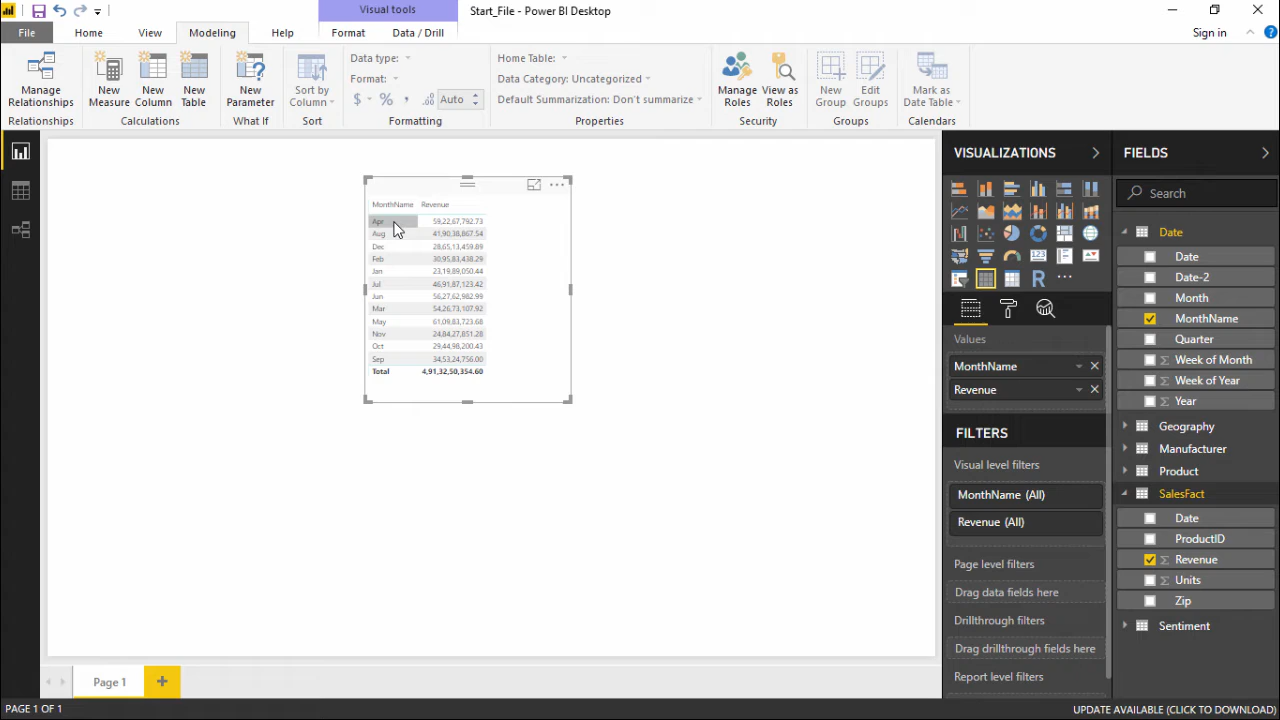 Visual tools
Start_File - Power BI Desktop
File
Home
View
Modeling
Help
Format
Data / Drill
Sign in
Manage
Relationships
Relationships
New
Measure
New
Column
New
Table
Calculations
New
Parameter
What If
Sort by
Column
Sort
Data type:
Format:
$ % , .00 Auto
Formatting
Home Table:
Data Category: Uncategorized
Default Summarization: Don't summarize
Properties
Manage
Roles
View as
Roles
Security
New
Group
Edit
Groups
Groups
Mark as
Date Table
Calendars
MonthName Revenue
Apr 59,22,67,792.73
Aug 41,90,38,867.54
Dec 28,65,13,459.89
Feb 30,95,83,438.29
Jan 23,19,89,050.44
Jul 46,91,87,123.42
Jun 56,27,62,982.99
Mar 54,26,73,107.92
May 61,09,83,723.68
Nov 24,84,27,851.28
Oct 29,44,98,200.43
Sep 34,53,24,756.00
Total 4,91,32,50,354.60
VISUALIZATIONS
123
R
Values
MonthName
Revenue
FILTERS
Visual level filters
MonthName (All)
Revenue (All)
Page level filters
Drag data fields here
Drillthrough filters
Drag drillthrough fields here
Report level filters
FIELDS
Search
Date
Date
Date-2
Month
MonthName
Quarter
Σ Week of Month
Σ Week of Year
Σ Year
Geography
Manufacturer
Product
SalesFact
Date
ProductID
Σ Revenue
Σ Units
Zip
Sentiment
Page 1
PAGE 1 OF 1
UPDATE AVAILABLE (CLICK TO DOWNLOAD)